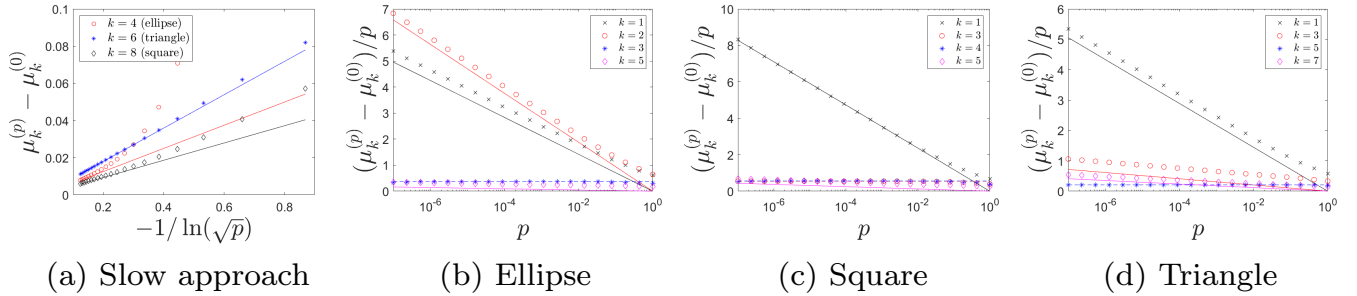 0.1
0.08
0.06
0.04
0.02
0
μ_k^{(p)} − μ_k^{(0)}
k = 4 (ellipse)
k = 6 (triangle)
k = 8 (square)
0.2 0.4 0.6 0.8
−1/ ln(√p)
(a) Slow approach
7
6
5
4
3
2
1
0
(μ_k^{(p)} − μ_k^{(0)})/p
k = 1
k = 2
k = 3
k = 5
10^{-6} 10^{-4} 10^{-2} 10^{0}
p
(b) Ellipse
10
8
6
4
2
0
(μ_k^{(p)} − μ_k^{(0)})/p
k = 1
k = 3
k = 4
k = 5
10^{-6} 10^{-4} 10^{-2} 10^{0}
p
(c) Square
6
5
4
3
2
1
0
(μ_k^{(p)} − μ_k^{(0)})/p
k = 1
k = 3
k = 5
k = 7
10^{-6} 10^{-4} 10^{-2} 10^{0}
p
(d) Triangle